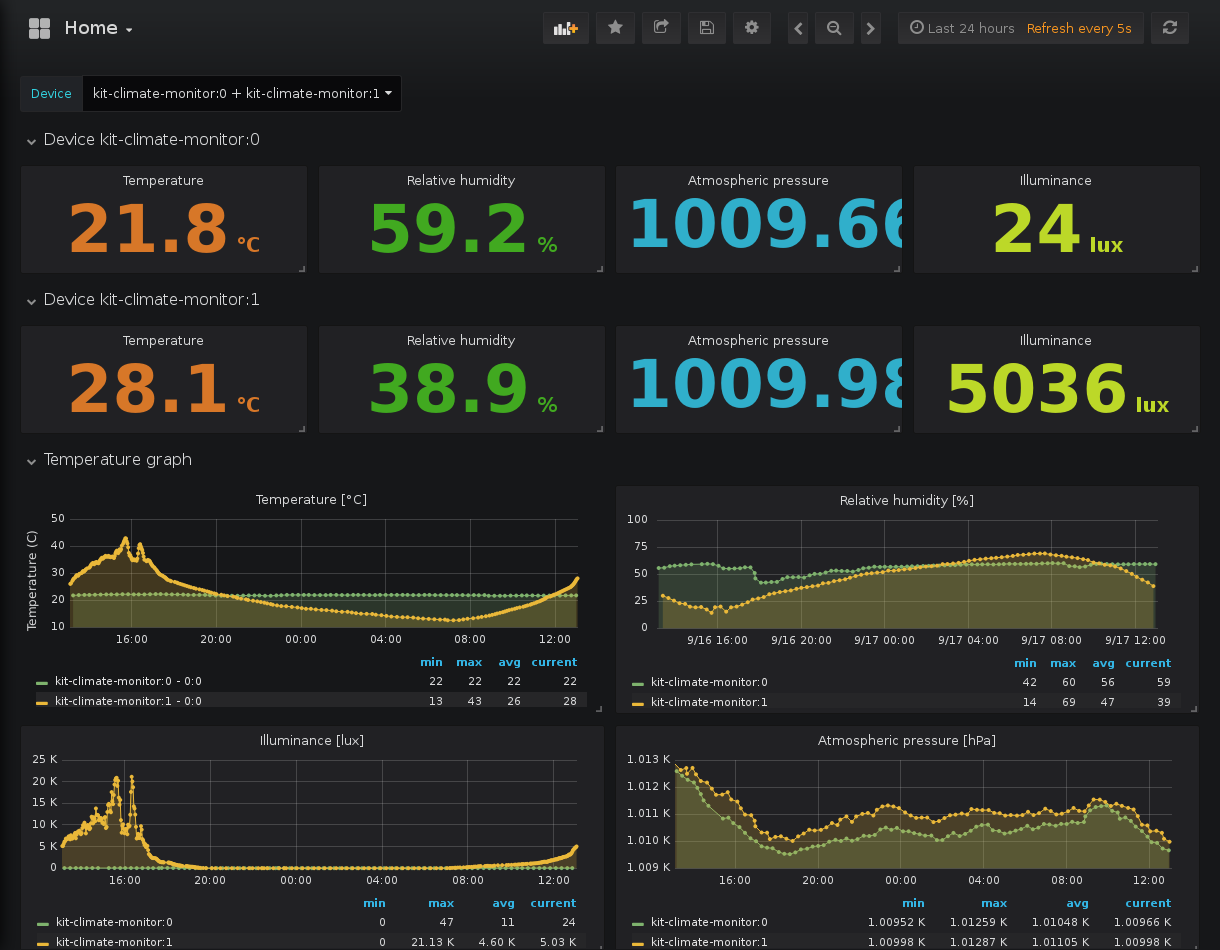 Home
Last 24 hours Refresh every 5s
Device kit-climate-monitor:0 + kit-climate-monitor:1
Device kit-climate-monitor:0
Temperature Relative humidity Atmospheric pressure Illuminance
21.8 °C 59.2 % 1009.66 24 lux
Device kit-climate-monitor:1
Temperature Relative humidity Atmospheric pressure Illuminance
28.1 °C 38.9 % 1009.98 5036 lux
Temperature graph
Temperature [°C]
Temperature (C)
50
40
30
20
10
16:00 20:00 00:00 04:00 08:00 12:00
min max avg current
kit-climate-monitor:0 - 0:0 22 22 22 22
kit-climate-monitor:1 - 0:0 13 43 26 28
Relative humidity [%]
100
75
50
25
0
9/16 16:00 9/16 20:00 9/17 00:00 9/17 04:00 9/17 08:00 9/17 12:00
min max avg current
kit-climate-monitor:0 42 60 56 59
kit-climate-monitor:1 14 69 47 39
Illuminance [lux]
25 K
20 K
15 K
10 K
5 K
0
16:00 20:00 00:00 04:00 08:00 12:00
min max avg current
kit-climate-monitor:0 0 47 11 24
kit-climate-monitor:1 0 21.13 K 4.60 K 5.03 K
Atmospheric pressure [hPa]
1.013 K
1.012 K
1.011 K
1.010 K
1.009 K
16:00 20:00 00:00 04:00 08:00 12:00
min max avg current
kit-climate-monitor:0 1.00952 K 1.01259 K 1.01048 K 1.00966 K
kit-climate-monitor:1 1.00998 K 1.01287 K 1.01105 K 1.00998 K